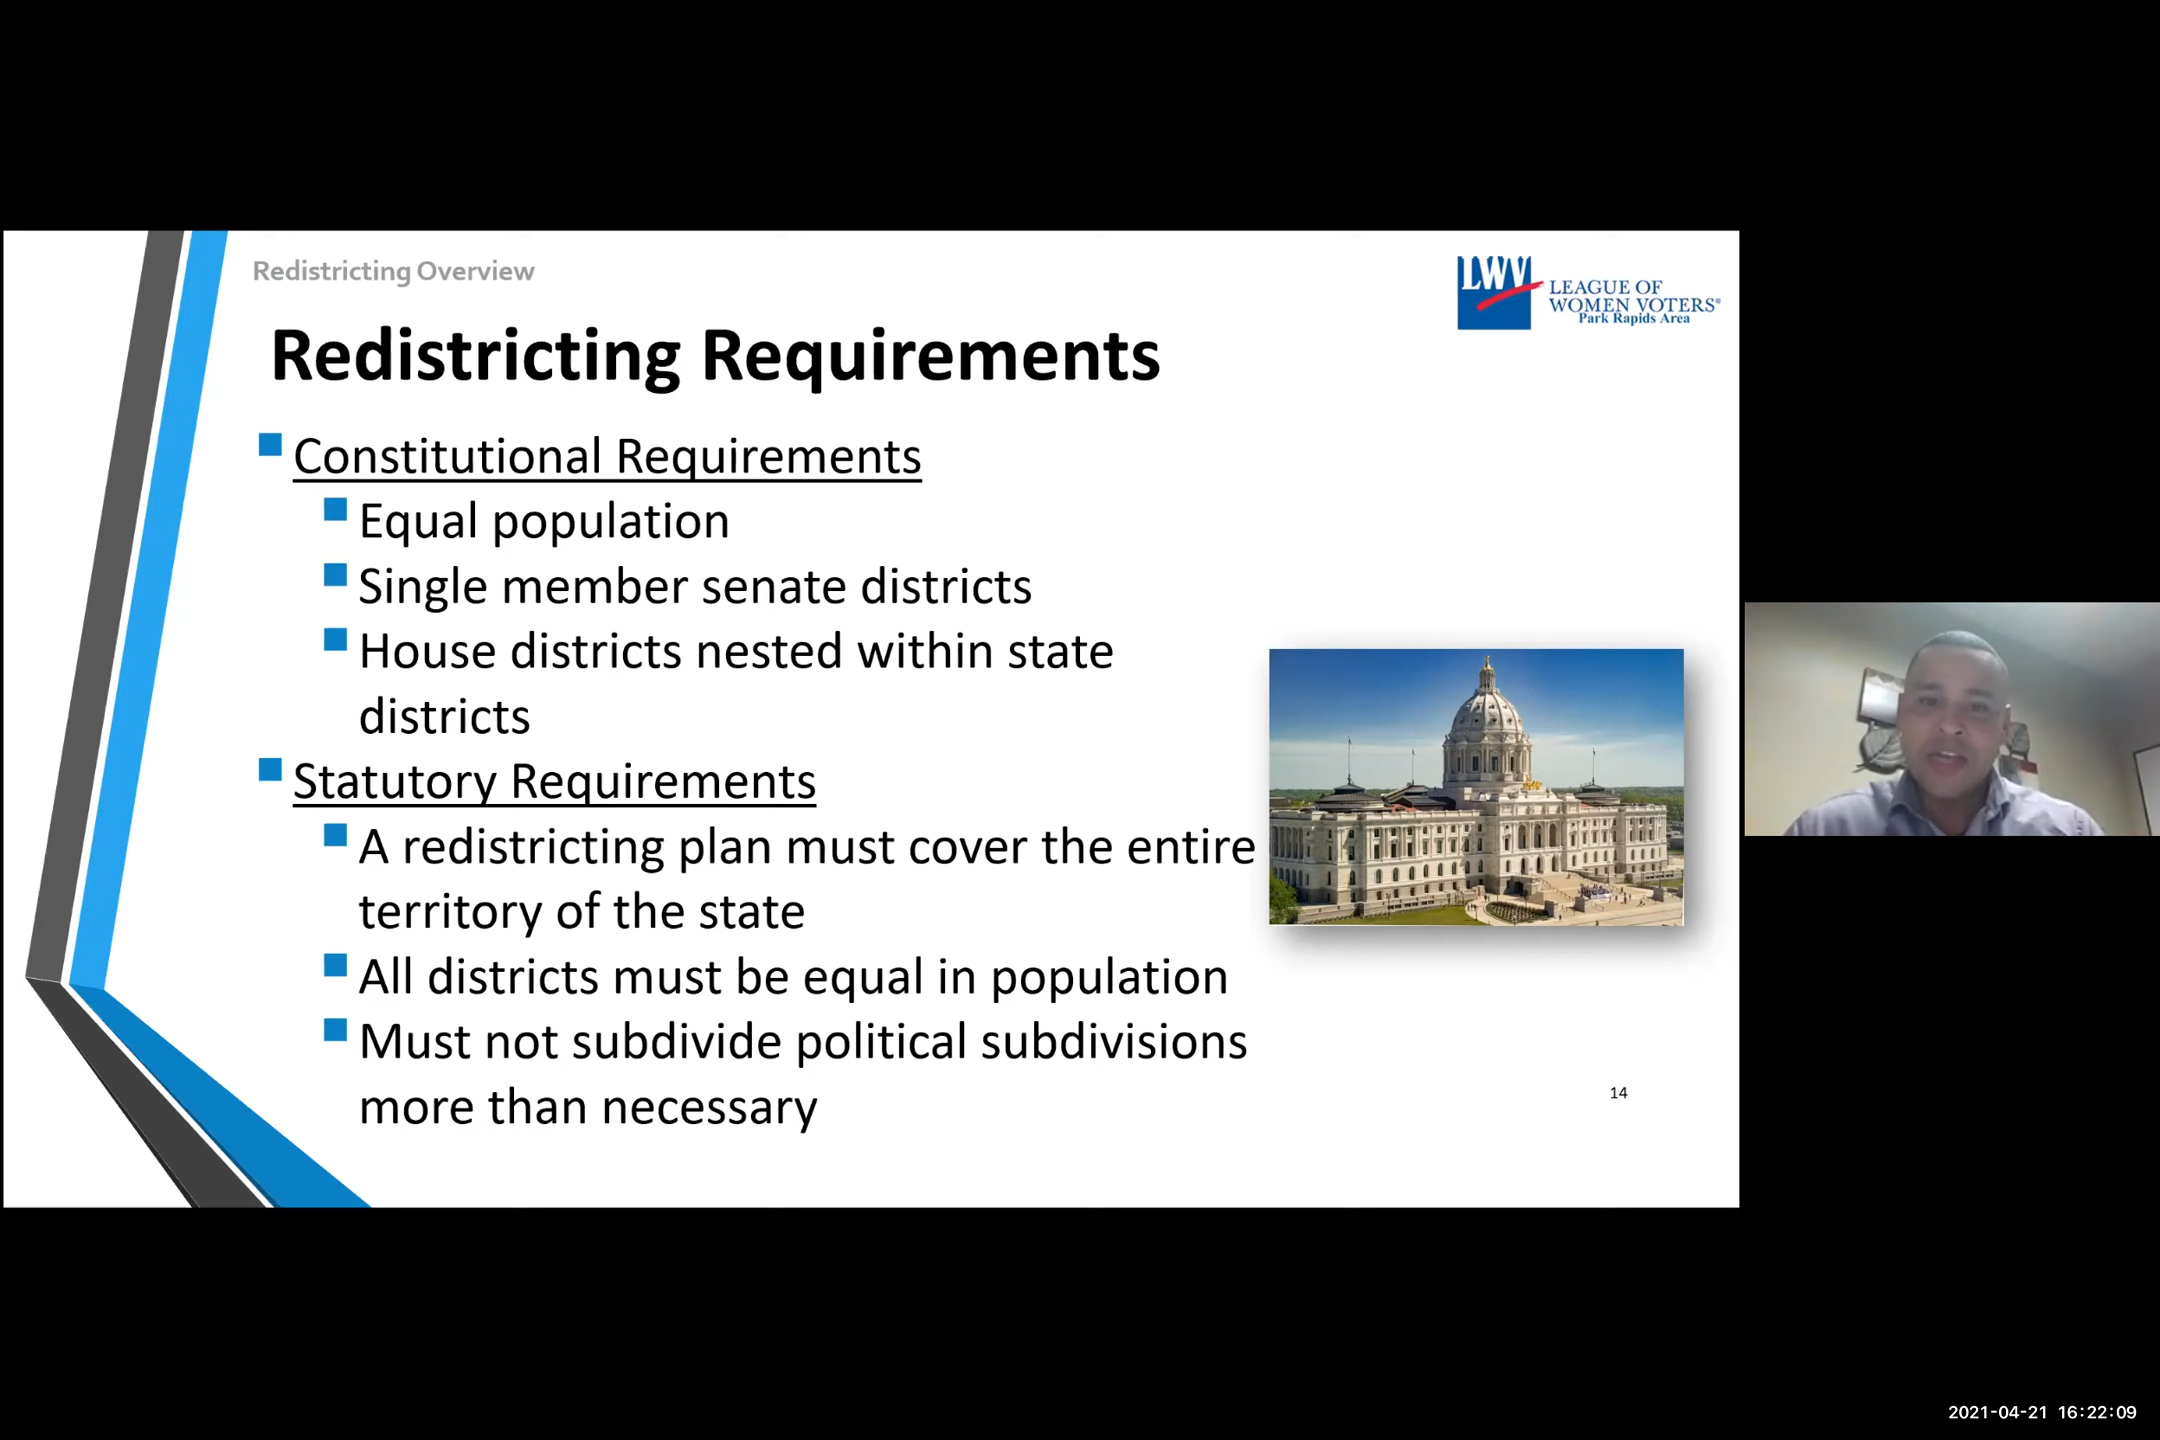 Redistricting Overview
LWV
LEAGUE OF
WOMEN VOTERS®
Park Rapids Area
Redistricting Requirements
Constitutional Requirements
Equal population
Single member senate districts
House districts nested within state
districts
Statutory Requirements
A redistricting plan must cover the entire
territory of the state
All districts must be equal in population
Must not subdivide political subdivisions
more than necessary
14
2021-04-21 16:22:09